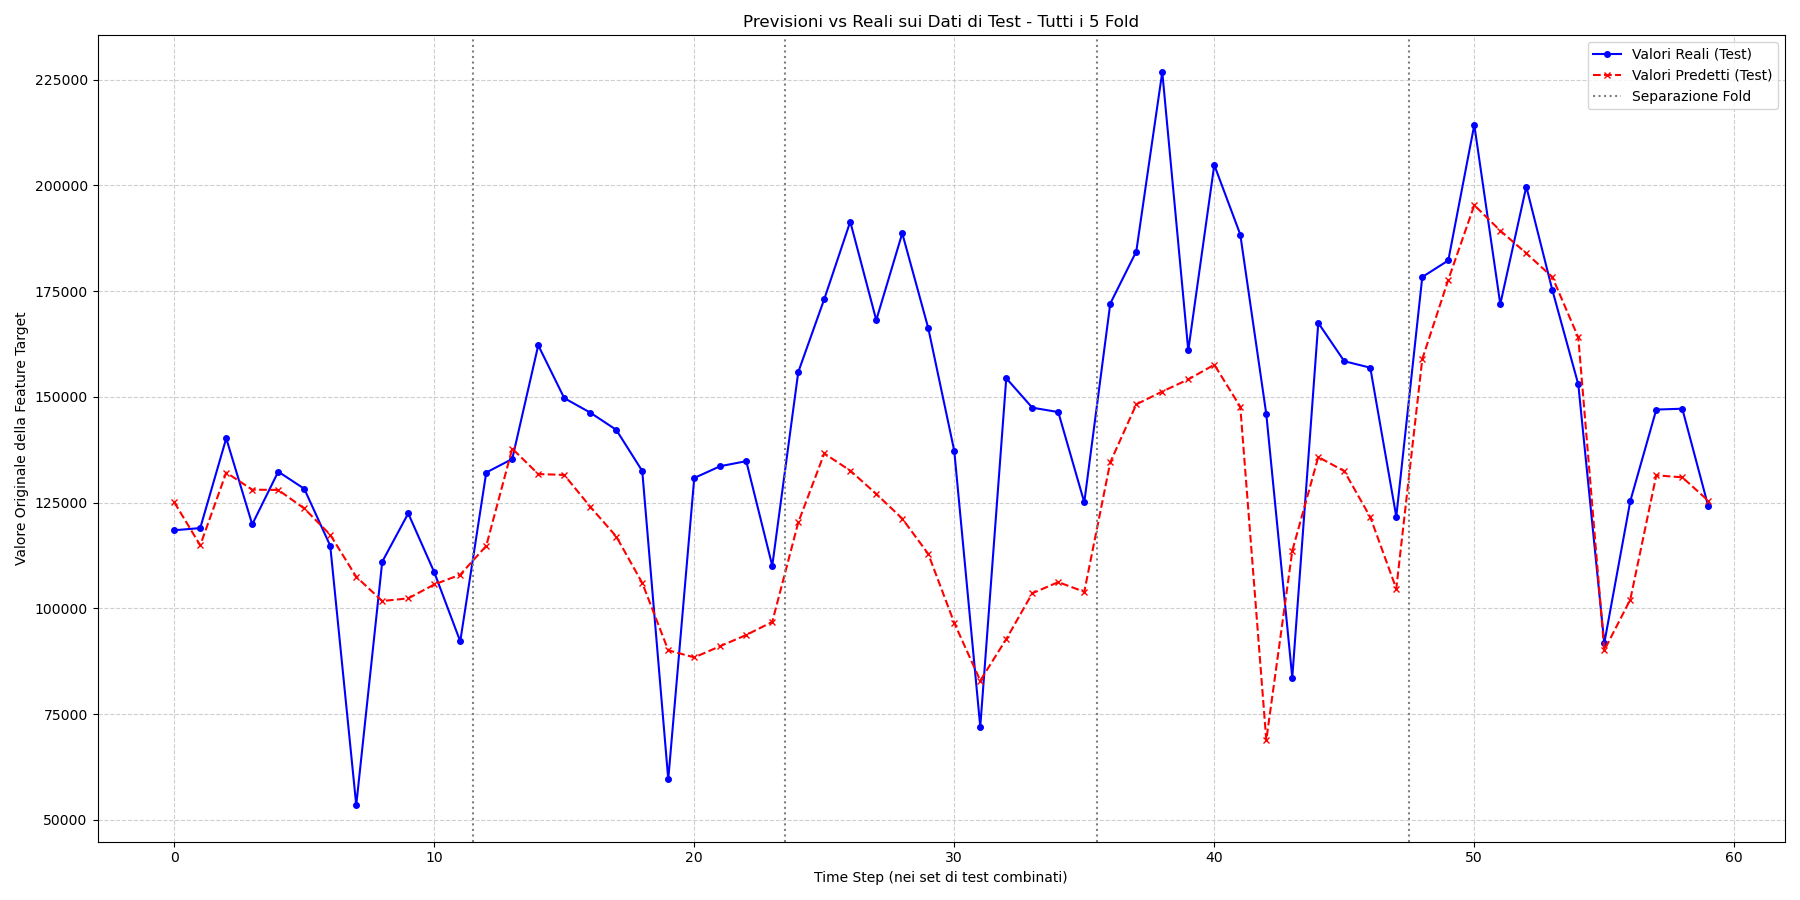 Previsioni vs Reali sui Dati di Test - Tutti i 5 Fold
Valori Reali (Test)
Valori Predetti (Test)
Separazione Fold
Valore Originale della Feature Target
225000
200000
175000
150000
125000
100000
75000
50000
0 10 20 30 40 50 60
Time Step (nei set di test combinati)